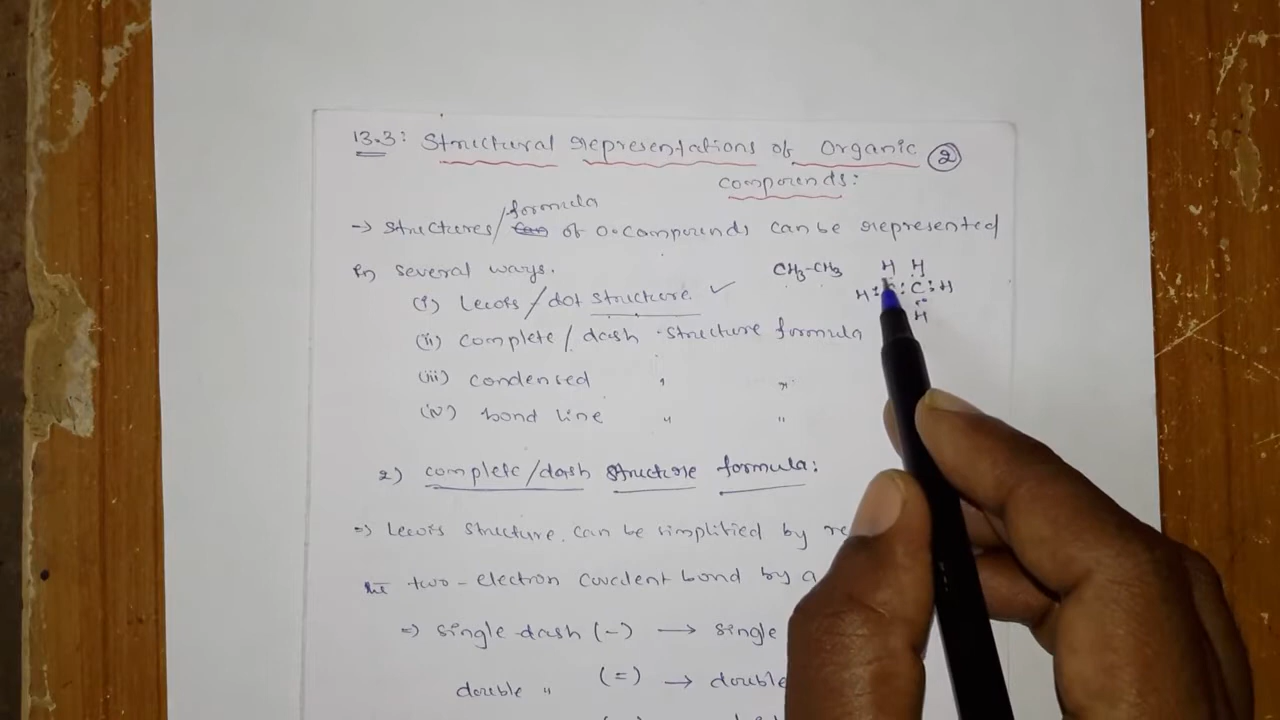 13.3: Structural representations of organic ②
compounds:
→ structures/formula of o.compounds can be represented
in several ways.
CH3-CH3
H H
H : C : H
H
(i) Lewis/dot structure ✓
(ii) complete/dash structure formula
(iii) condensed " "
(iv) bond line " "
2) complete/dash structure formula:
⇒ Lewis structure can be simplified by re
two-electron covalent bond by a
⇒ single dash (-) → single
double " (=) → double